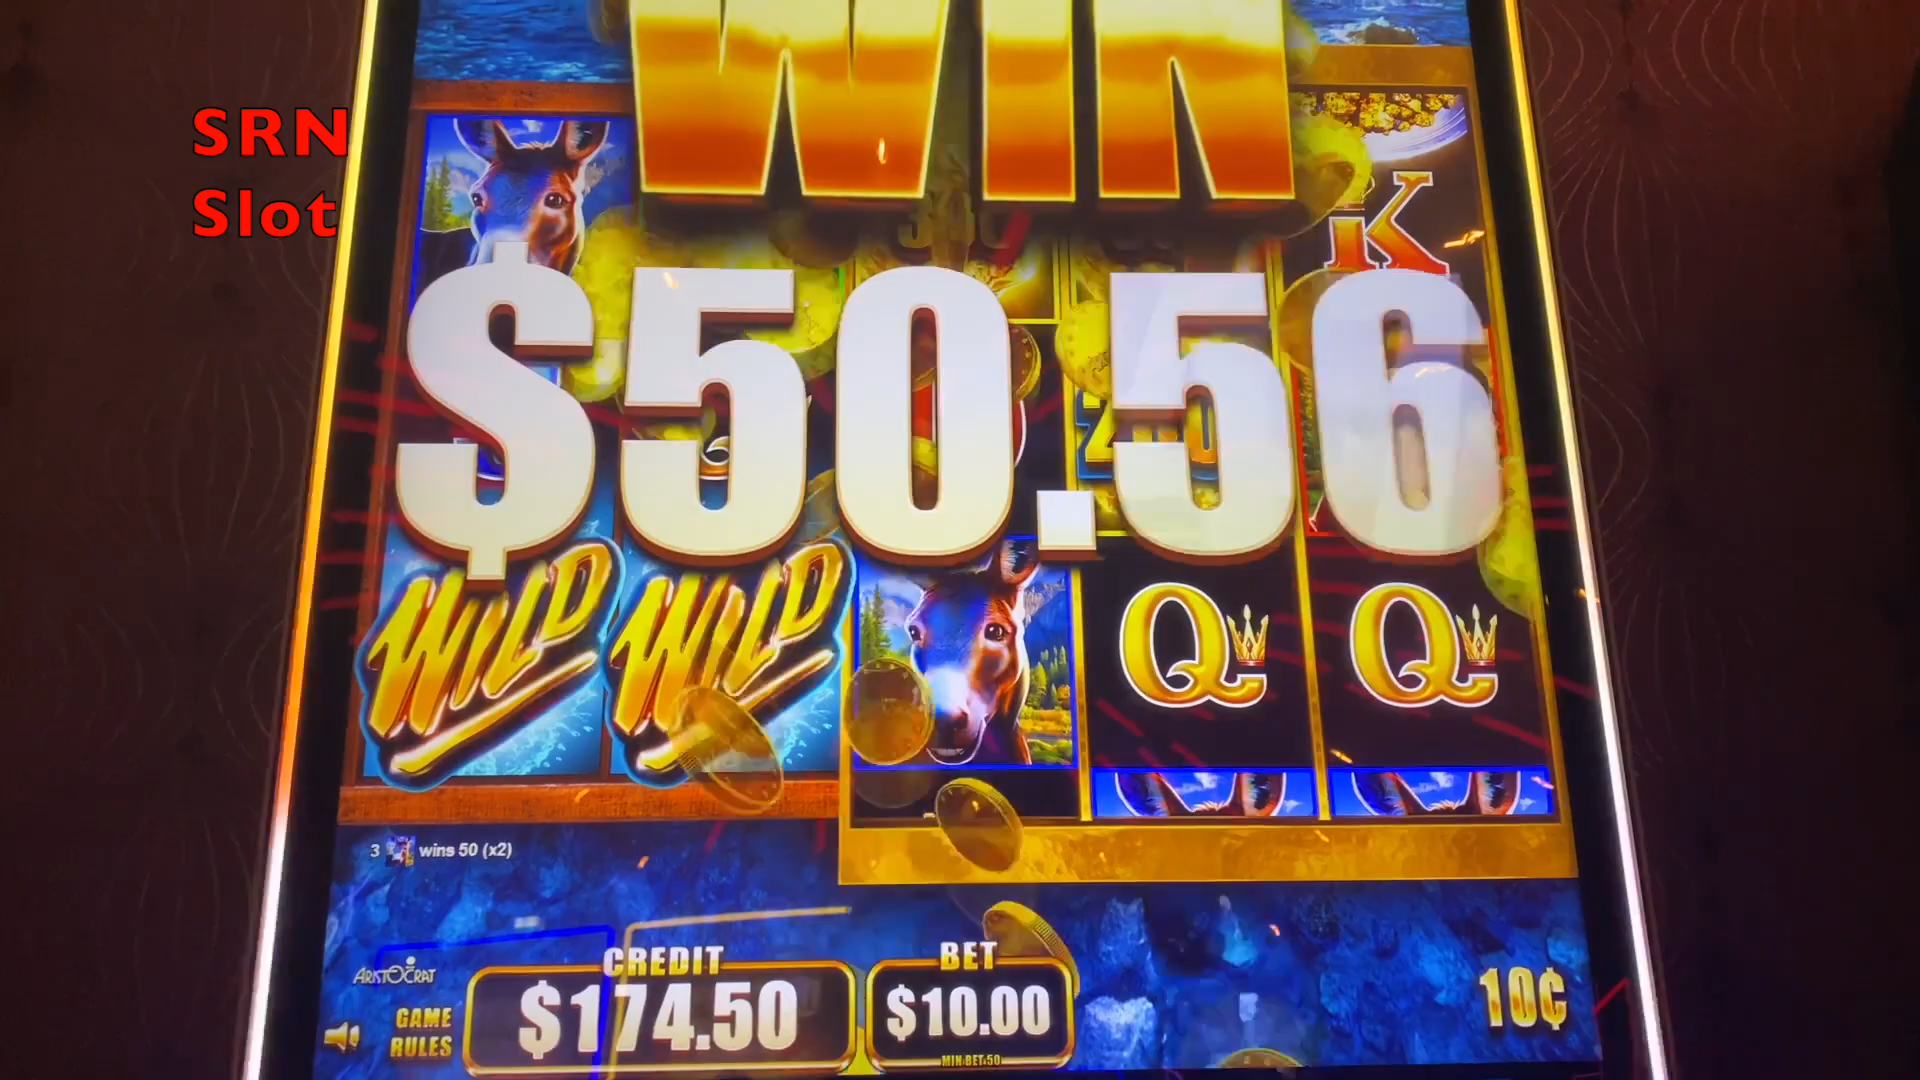 WIN
SRN
Slot
K
$50.56
WILD
WILD
Q
Q
3 wins 50 (x2)
ARISTOCRAT
CREDIT
BET
10¢
GAME
RULES
$174.50
$10.00
MIN BET 50